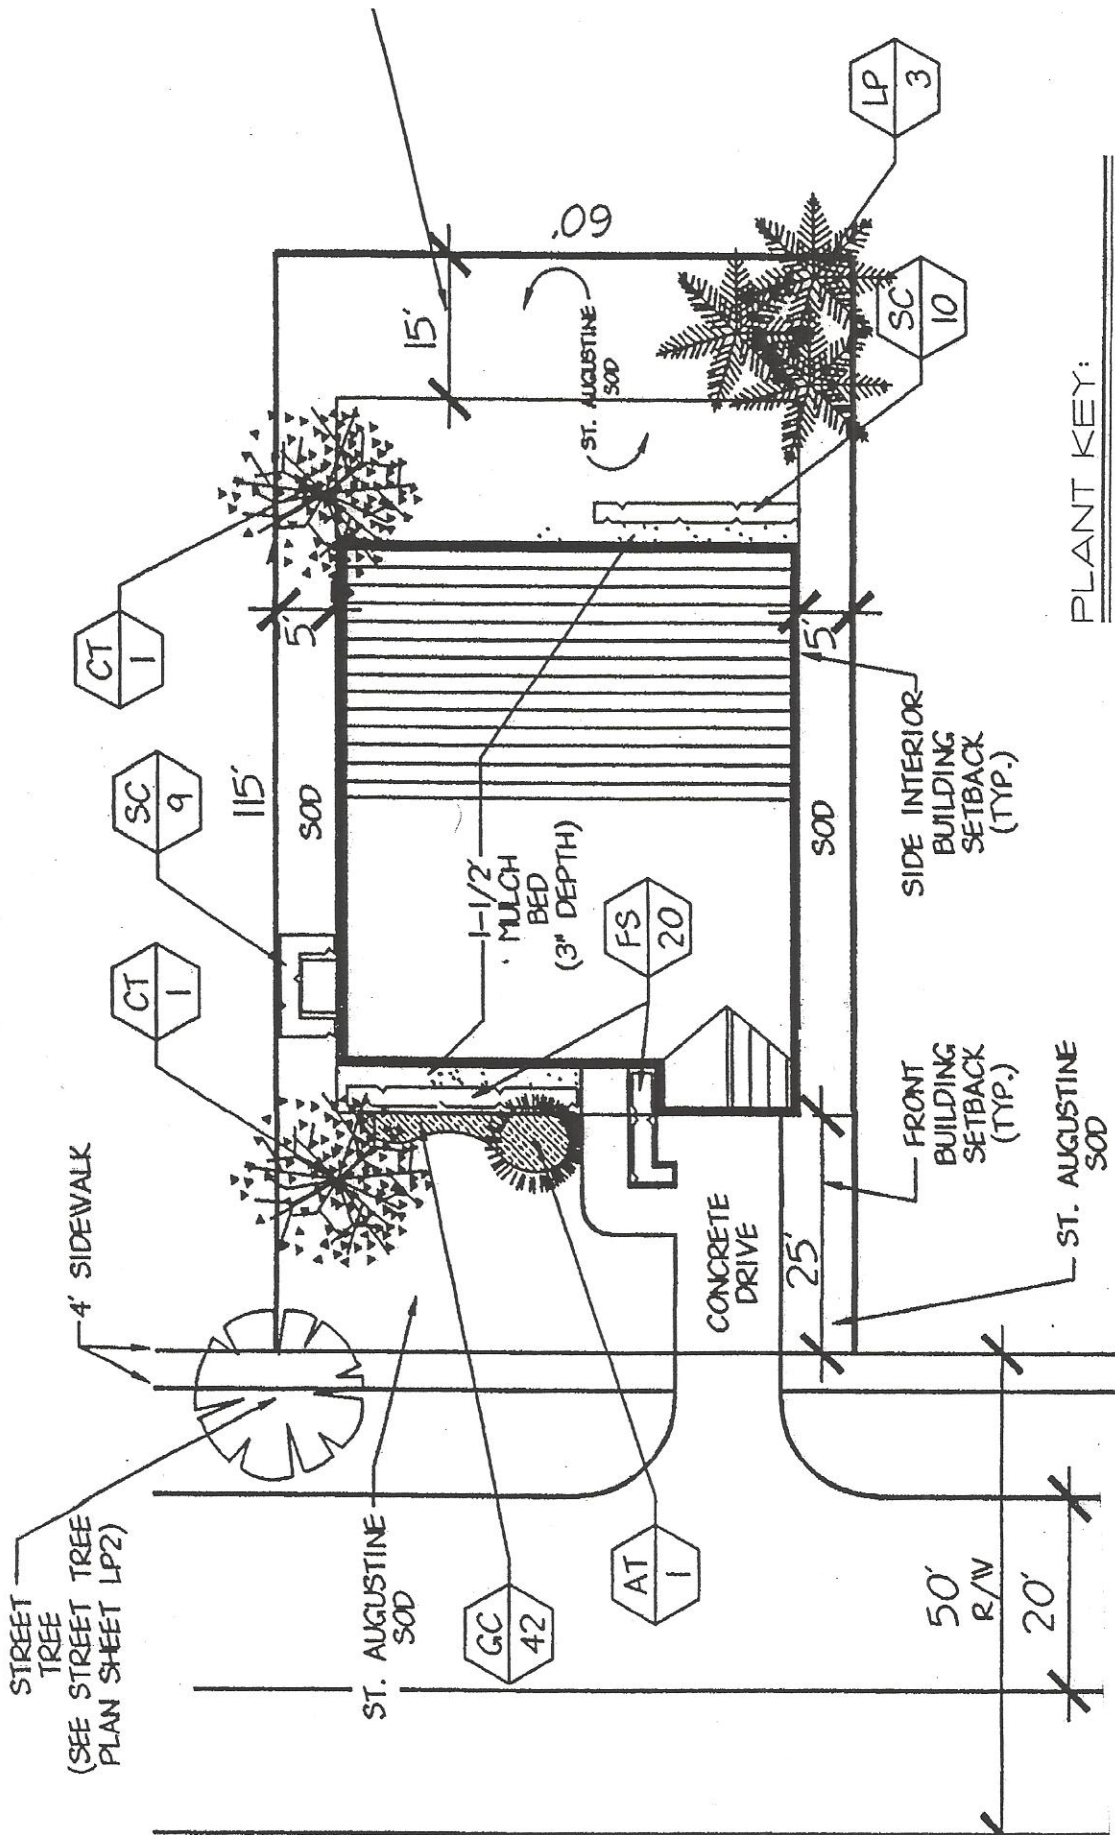 STREET
TREE
(SEE STREET TREE
PLAN SHEET LP2)
4' SIDEWALK
CT
1
SC
9
CT
1
115'
SOD
5'
15'
60'
ST. AUGUSTINE
SOD
LP
3
SC
10
1-1/2'
MULCH
BED
(3" DEPTH)
FS
20
ST. AUGUSTINE
SOD
GC
42
AT
1
CONCRETE
DRIVE
25'
SOD
5'
SIDE INTERIOR
BUILDING
SETBACK
(TYP.)
FRONT
BUILDING
SETBACK
(TYP.)
ST. AUGUSTINE
SOD
50'
R/W
20'
PLANT KEY: